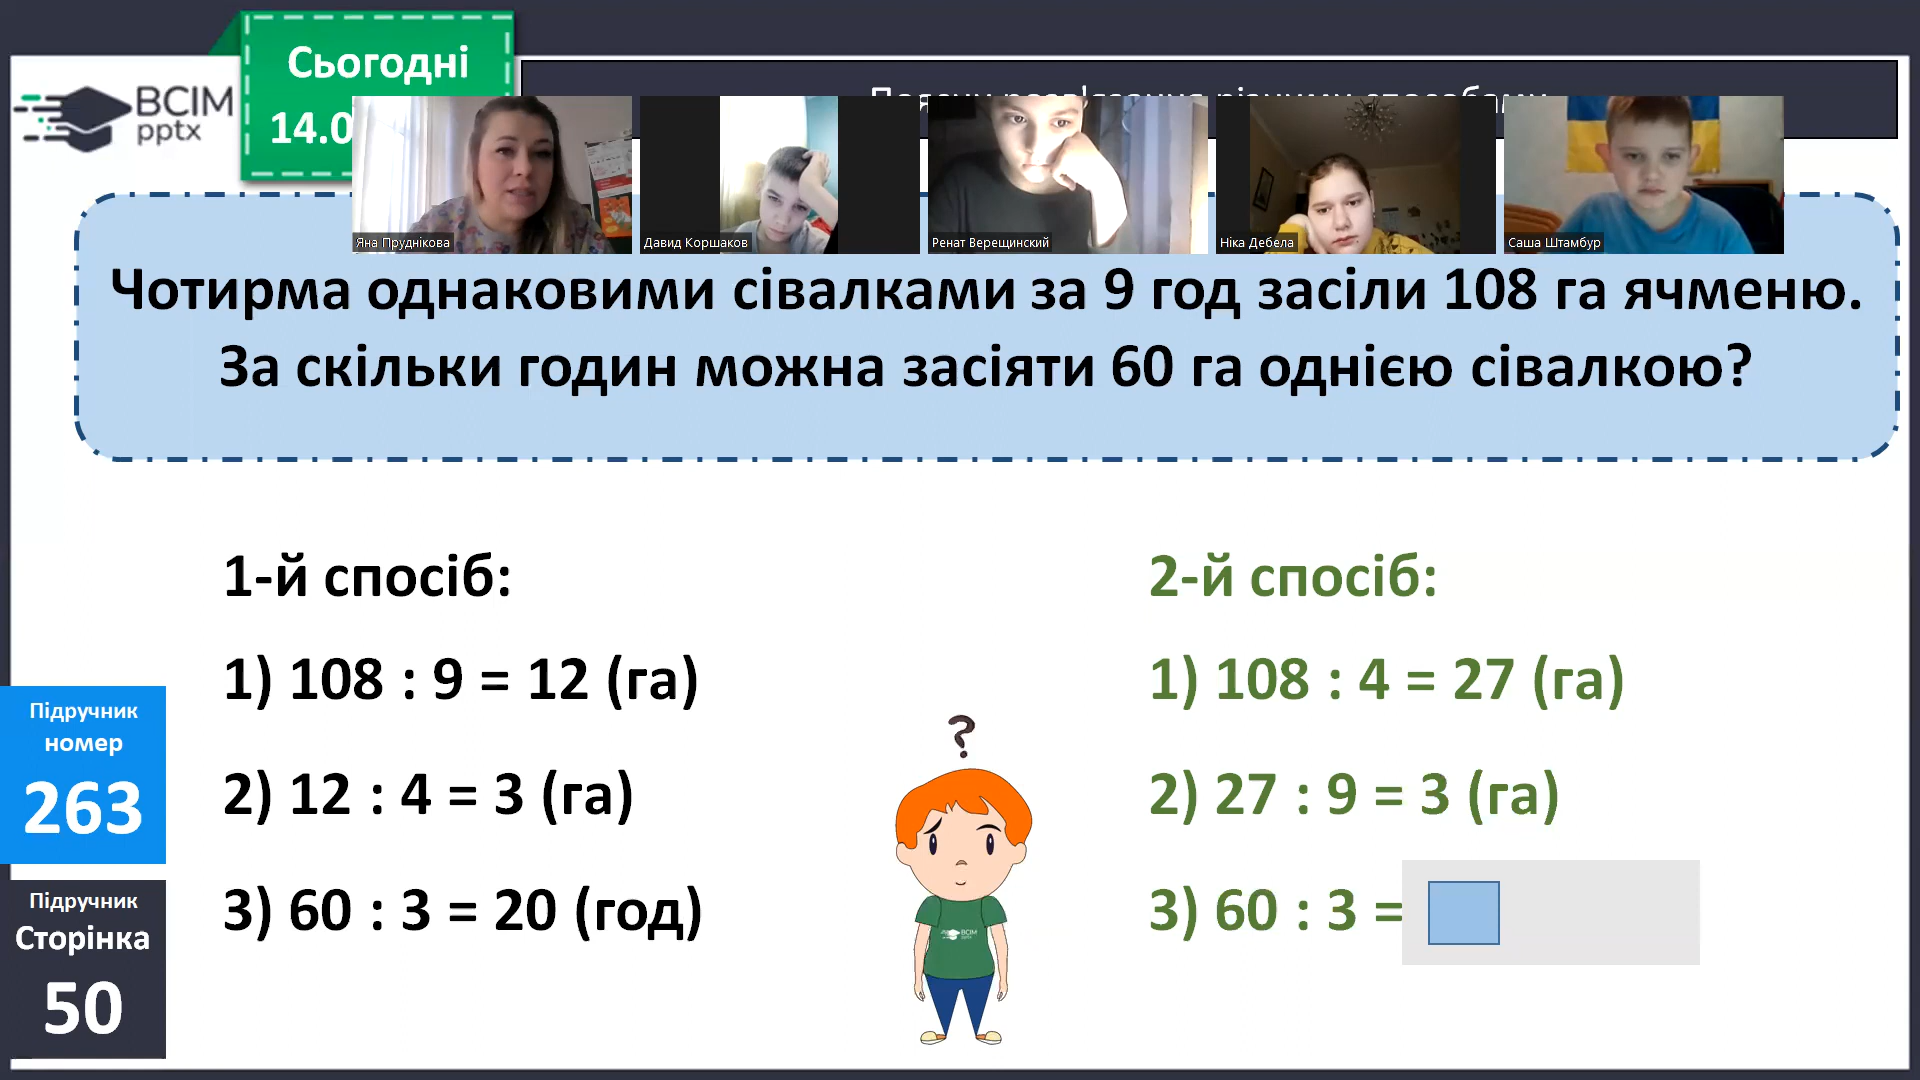 Сьогодні
14.0
ВСІМ
pptx
Яна Пруднікова
Давид Коршаков
Ренат Верещинский
Ніка Дебела
Саша Штамбур
Чотирма однаковими сівалками за 9 год засіли 108 га ячменю.
За скільки годин можна засіяти 60 га однією сівалкою?
1-й спосіб:
1) 108 : 9 = 12 (га)
2) 12 : 4 = 3 (га)
3) 60 : 3 = 20 (год)
2-й спосіб:
1) 108 : 4 = 27 (га)
2) 27 : 9 = 3 (га)
3) 60 : 3 =
?
ВСІМ
pptx
Підручник
номер
263
Підручник
Сторінка
50